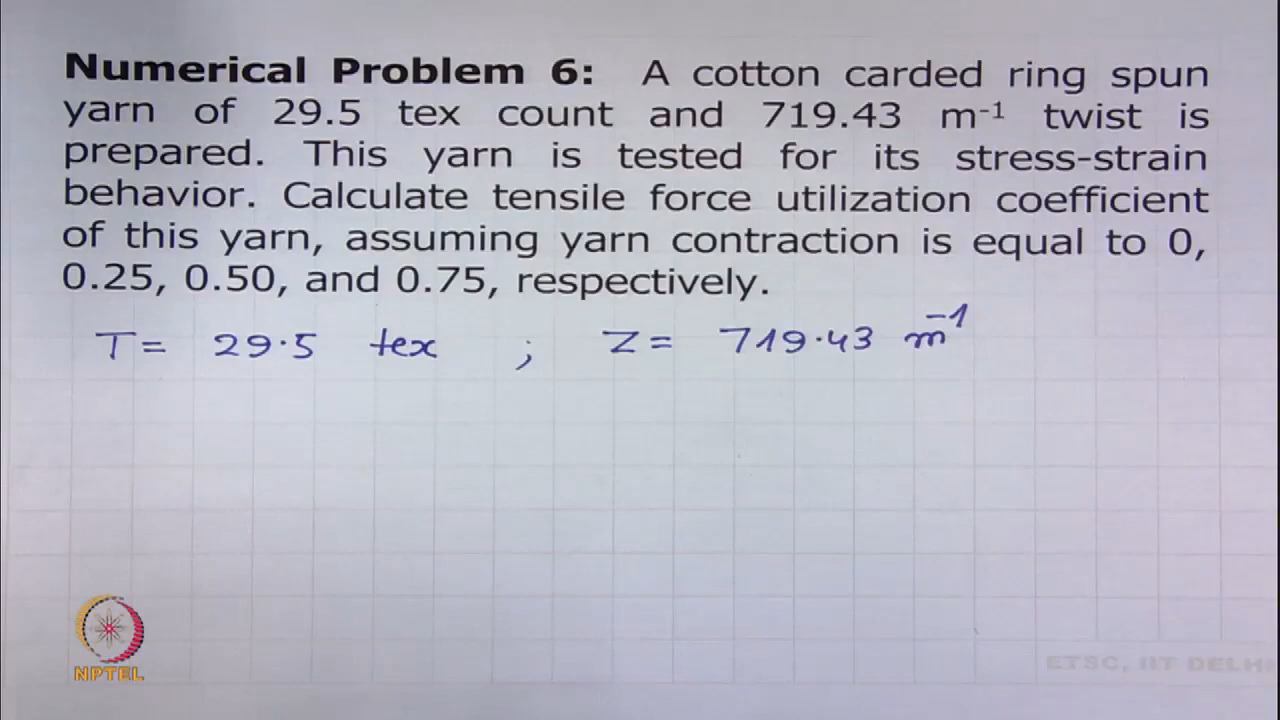 Numerical Problem 6: A cotton carded ring spun
yarn of 29.5 tex count and 719.43 m⁻¹ twist is
prepared. This yarn is tested for its stress-strain
behavior. Calculate tensile force utilization coefficient
of this yarn, assuming yarn contraction is equal to 0,
0.25, 0.50, and 0.75, respectively.
T = 29.5 tex ; Z = 719.43 m⁻¹
NPTEL
ETSC, IIT DELHI